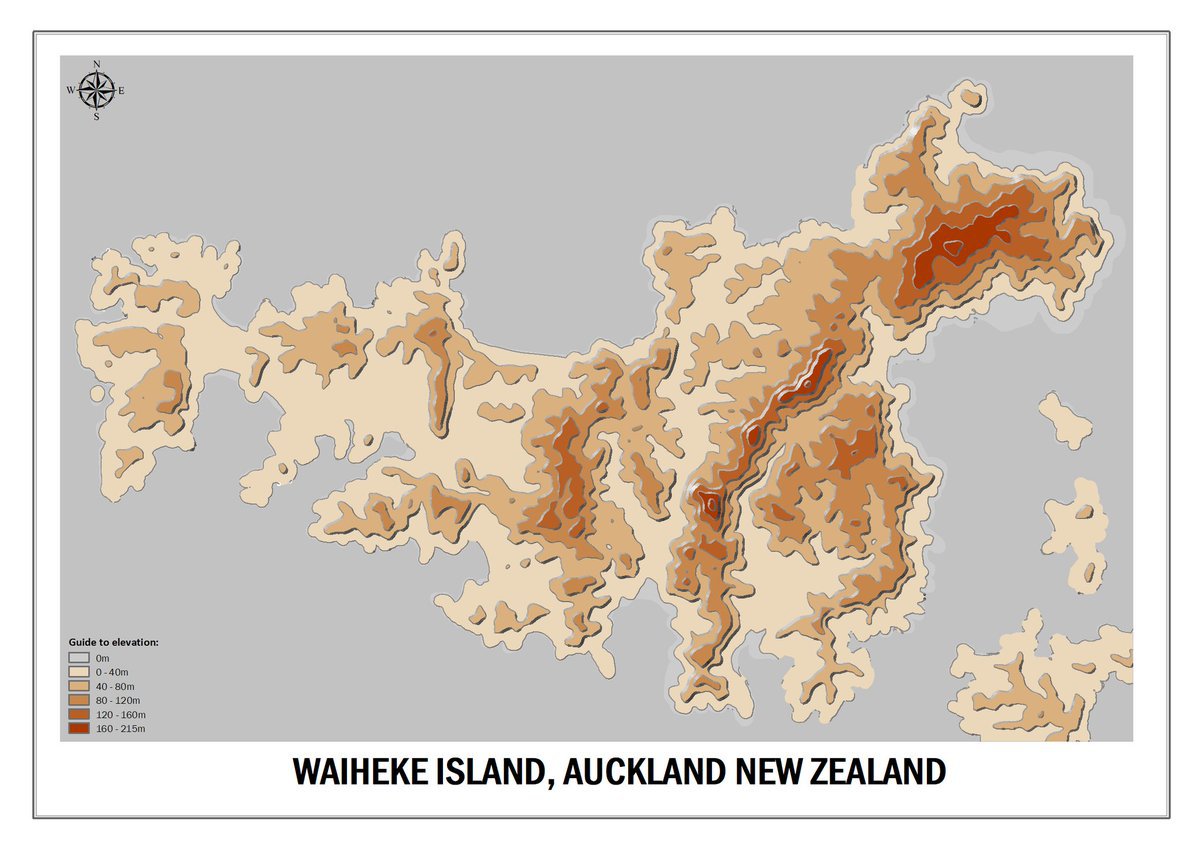 N
W E
S
Guide to elevation:
0m
0 - 40m
40 - 80m
80 - 120m
120 - 160m
160 - 215m
WAIHEKE ISLAND, AUCKLAND NEW ZEALAND